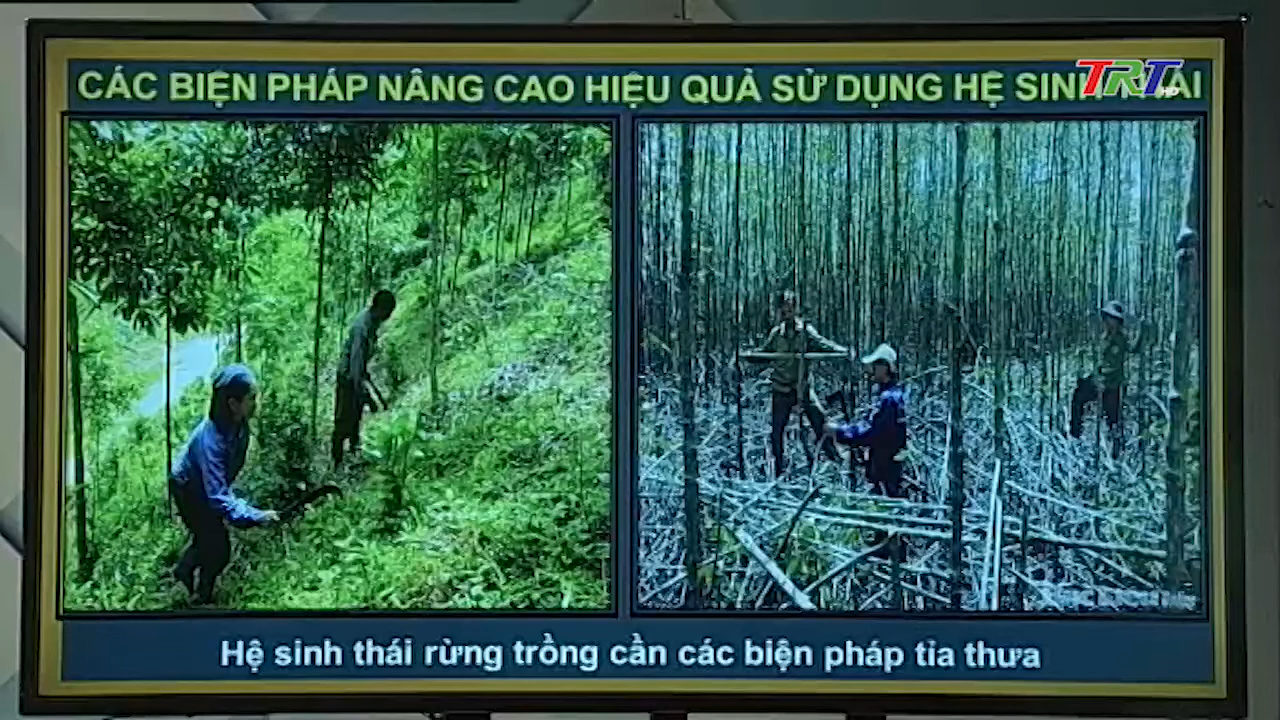 CÁC BIỆN PHÁP NÂNG CAO HIỆU QUẢ SỬ DỤNG HỆ
TRT HD
Hệ sinh thái rừng trồng cần các biện pháp tỉa thưa